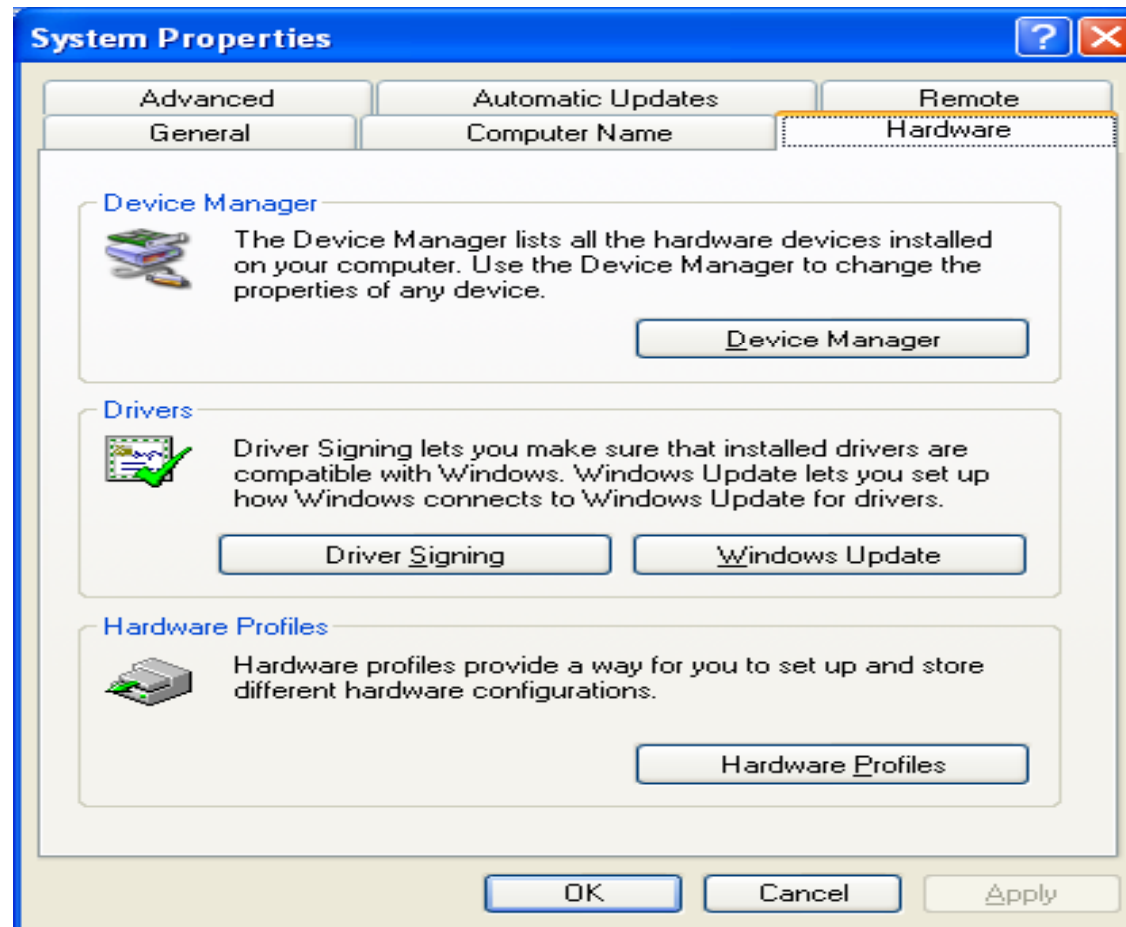 System Properties
Advanced
Automatic Updates
Remote
General
Computer Name
Hardware
Device Manager
The Device Manager lists all the hardware devices installed
on your computer. Use the Device Manager to change the
properties of any device.
Device Manager
Drivers
Driver Signing lets you make sure that installed drivers are
compatible with Windows. Windows Update lets you set up
how Windows connects to Windows Update for drivers.
Driver Signing
Windows Update
Hardware Profiles
Hardware profiles provide a way for you to set up and store
different hardware configurations.
Hardware Profiles
OK
Cancel
Apply